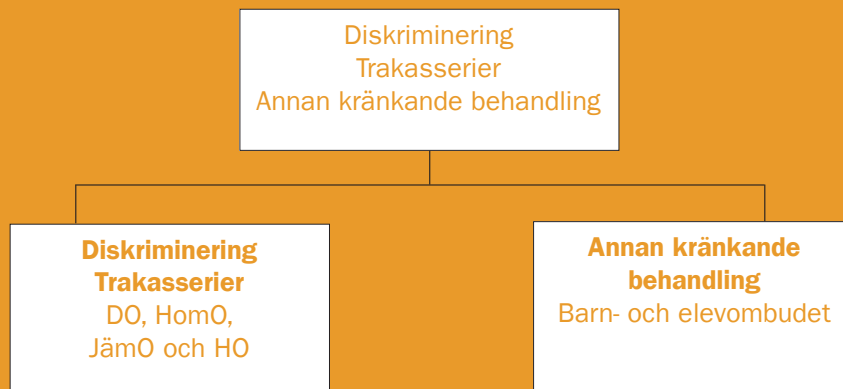 Diskriminering
Trakasserier
Annan kränkande behandling
Diskriminering
Trakasserier
DO, HomO,
JämO och HO
Annan kränkande
behandling
Barn- och elevombudet